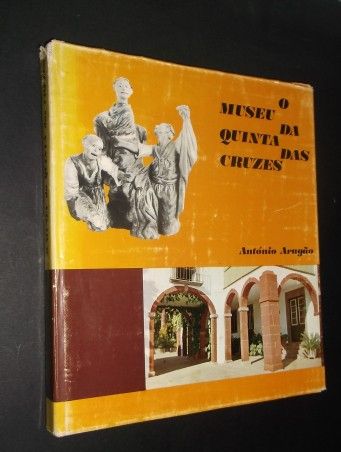 O
MUSEU DA
QUINTA DAS
CRUZES
António Aragão